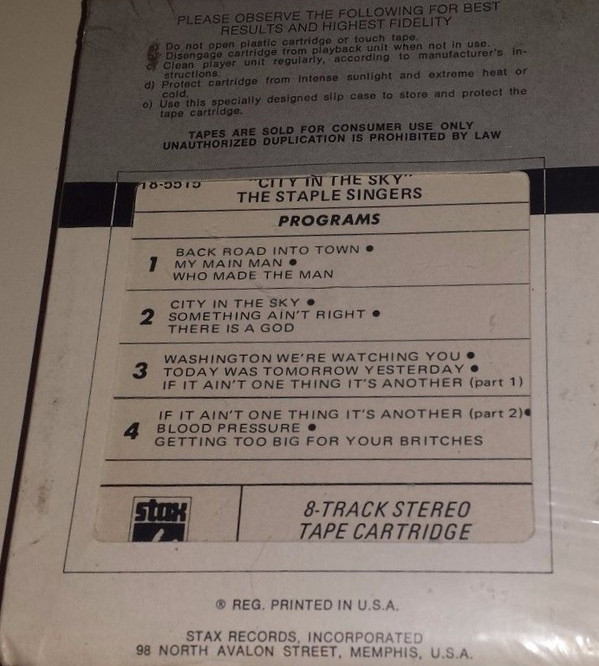 PLEASE OBSERVE THE FOLLOWING FOR BEST
RESULTS AND HIGHEST FIDELITY
Do not open plastic cartridge or touch tape.
Disengage cartridge from playback unit when not in use.
Clean player unit regularly, according to manufacturer's in-
structions.
d) Protect cartridge from intense sunlight and extreme heat or
cold.
e) Use this specially designed slip case to store and protect the
tape cartridge.
TAPES ARE SOLD FOR CONSUMER USE ONLY
UNAUTHORIZED DUPLICATION IS PROHIBITED BY LAW
18-5515 "CITY IN THE SKY"
THE STAPLE SINGERS
PROGRAMS
1 BACK ROAD INTO TOWN ●
MY MAIN MAN ●
WHO MADE THE MAN
2 CITY IN THE SKY ●
SOMETHING AIN'T RIGHT ●
THERE IS A GOD
3 WASHINGTON WE'RE WATCHING YOU ●
TODAY WAS TOMORROW YESTERDAY ●
IF IT AIN'T ONE THING IT'S ANOTHER (part 1)
4 IF IT AIN'T ONE THING IT'S ANOTHER (part 2)●
BLOOD PRESSURE ●
GETTING TOO BIG FOR YOUR BRITCHES
stax
8-TRACK STEREO
TAPE CARTRIDGE
® REG. PRINTED IN U.S.A.
STAX RECORDS, INCORPORATED
98 NORTH AVALON STREET, MEMPHIS, U.S.A.